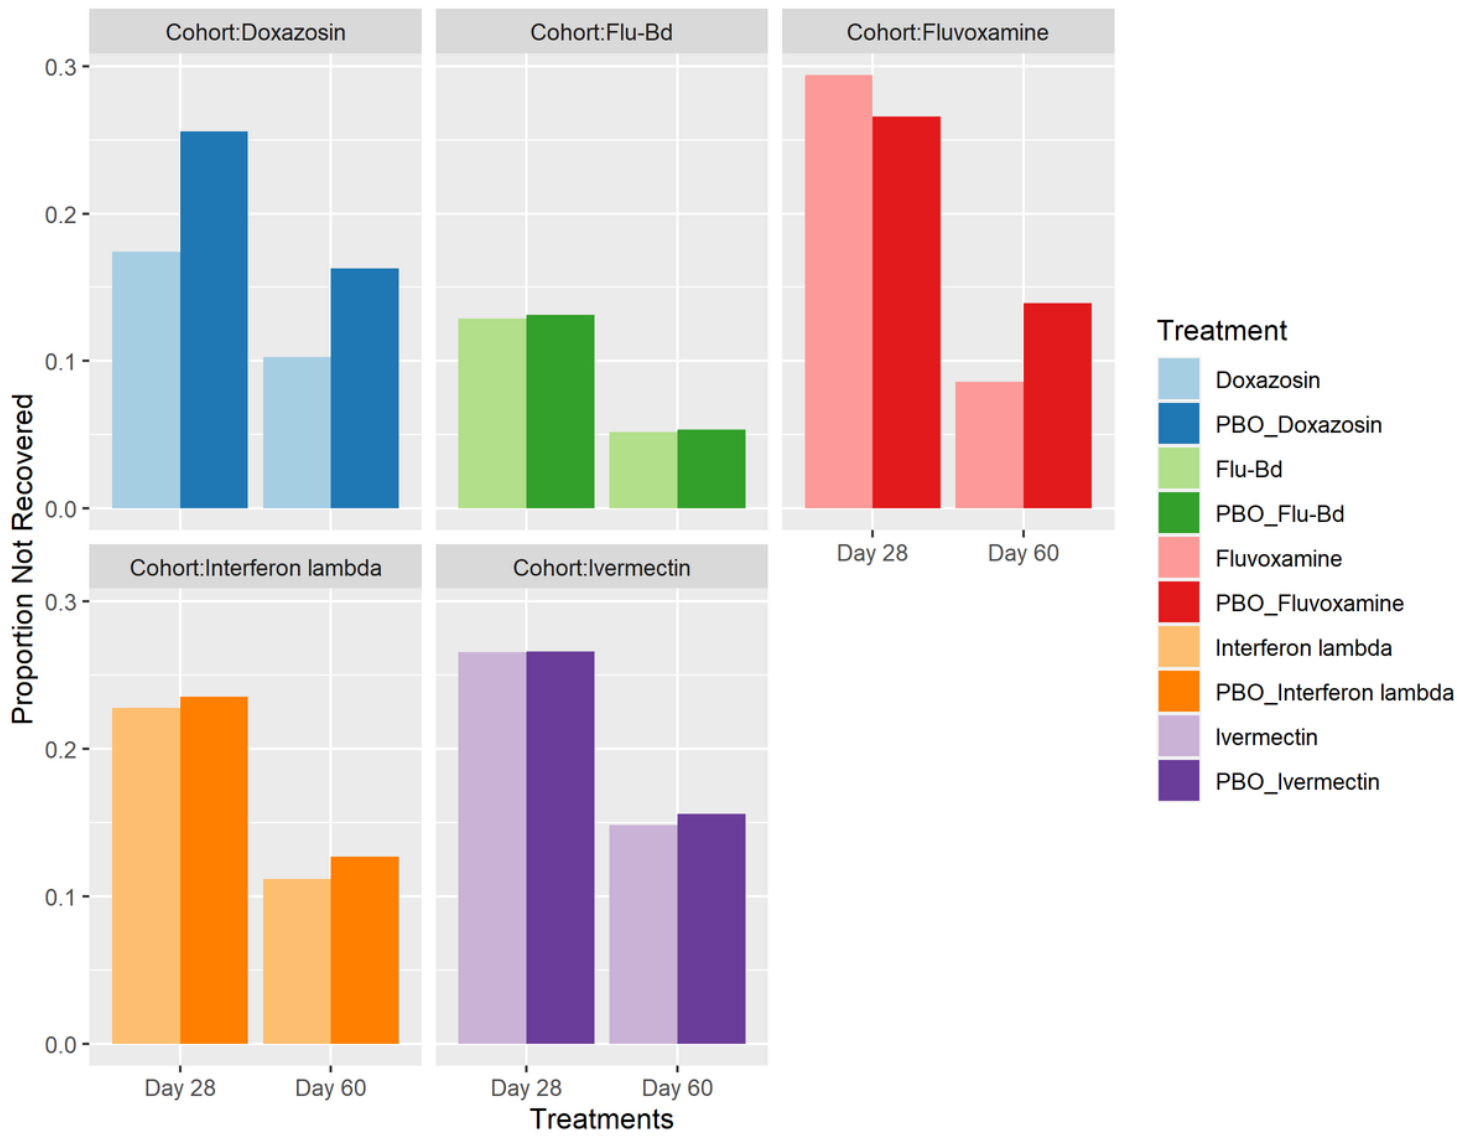 Cohort:Doxazosin
Cohort:Flu-Bd
Cohort:Fluvoxamine
0.3
0.2
0.1
0.0
Day 28
Day 60
Proportion Not Recovered
Cohort:Interferon lambda
Cohort:Ivermectin
0.3
0.2
0.1
0.0
Day 28
Day 60
Day 28
Day 60
Treatments
Treatment
Doxazosin
PBO_Doxazosin
Flu-Bd
PBO_Flu-Bd
Fluvoxamine
PBO_Fluvoxamine
Interferon lambda
PBO_Interferon lambda
Ivermectin
PBO_Ivermectin